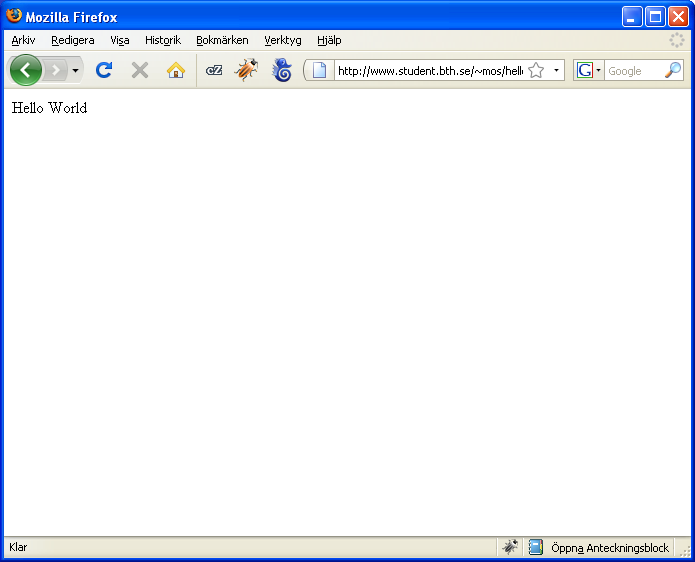 Mozilla Firefox
Arkiv Redigera Visa Historik Bokmärken Verktyg Hjälp
http://www.student.bth.se/~mos/hell G Google
Hello World
Klar Öppna Anteckningsblock